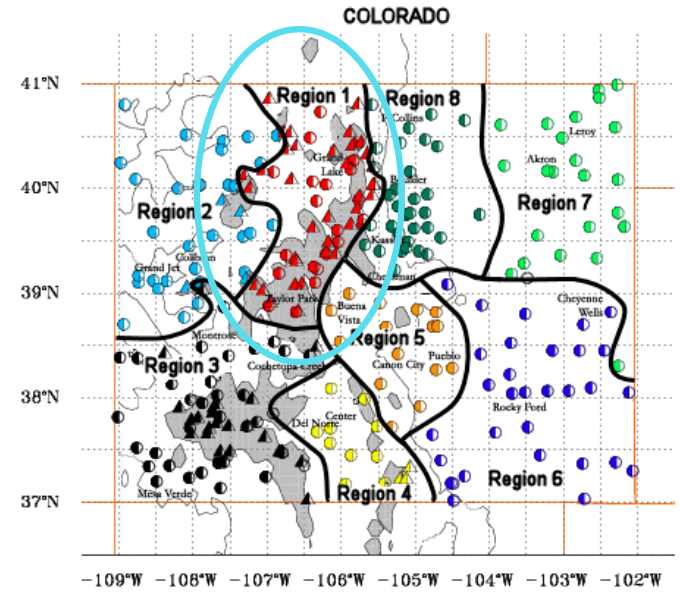 COLORADO
41°N
Region 1
Region 8
Ft Collins
Leroy
Grand
Lake
Akron
40°N
Boulder
Region 2
Region 7
Kassler
Grand Jct
Cheesman
39°N
Taylor Park
Buena
Vista
Cheyenne
Wells
Montrose
Region 5
Region 3
Cochetopa Creek
Canon City
Pueblo
38°N
Rocky Ford
Del Norte
Center
Region 6
Mesa Verde
Region 4
37°N
-109°W -108°W -107°W -106°W -105°W -104°W -103°W -102°W